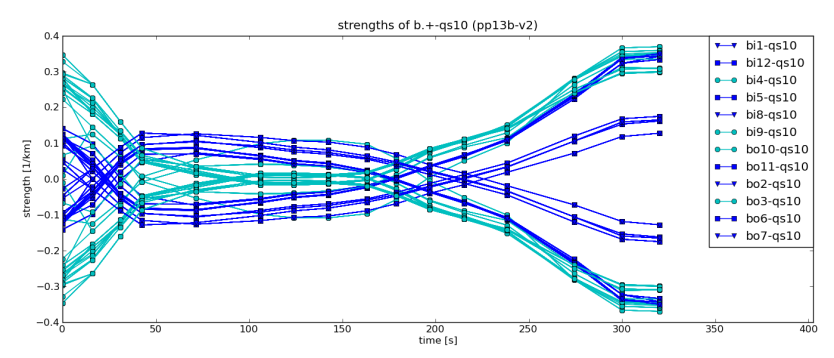 strengths of b.+-qs10 (pp13b-v2)
0.4
0.3
0.2
0.1
0.0
−0.1
−0.2
−0.3
−0.4
strength [1/km]
0
50
100
150
200
250
300
350
400
time [s]
bi1-qs10
bi12-qs10
bi4-qs10
bi5-qs10
bi8-qs10
bi9-qs10
bo10-qs10
bo11-qs10
bo2-qs10
bo3-qs10
bo6-qs10
bo7-qs10